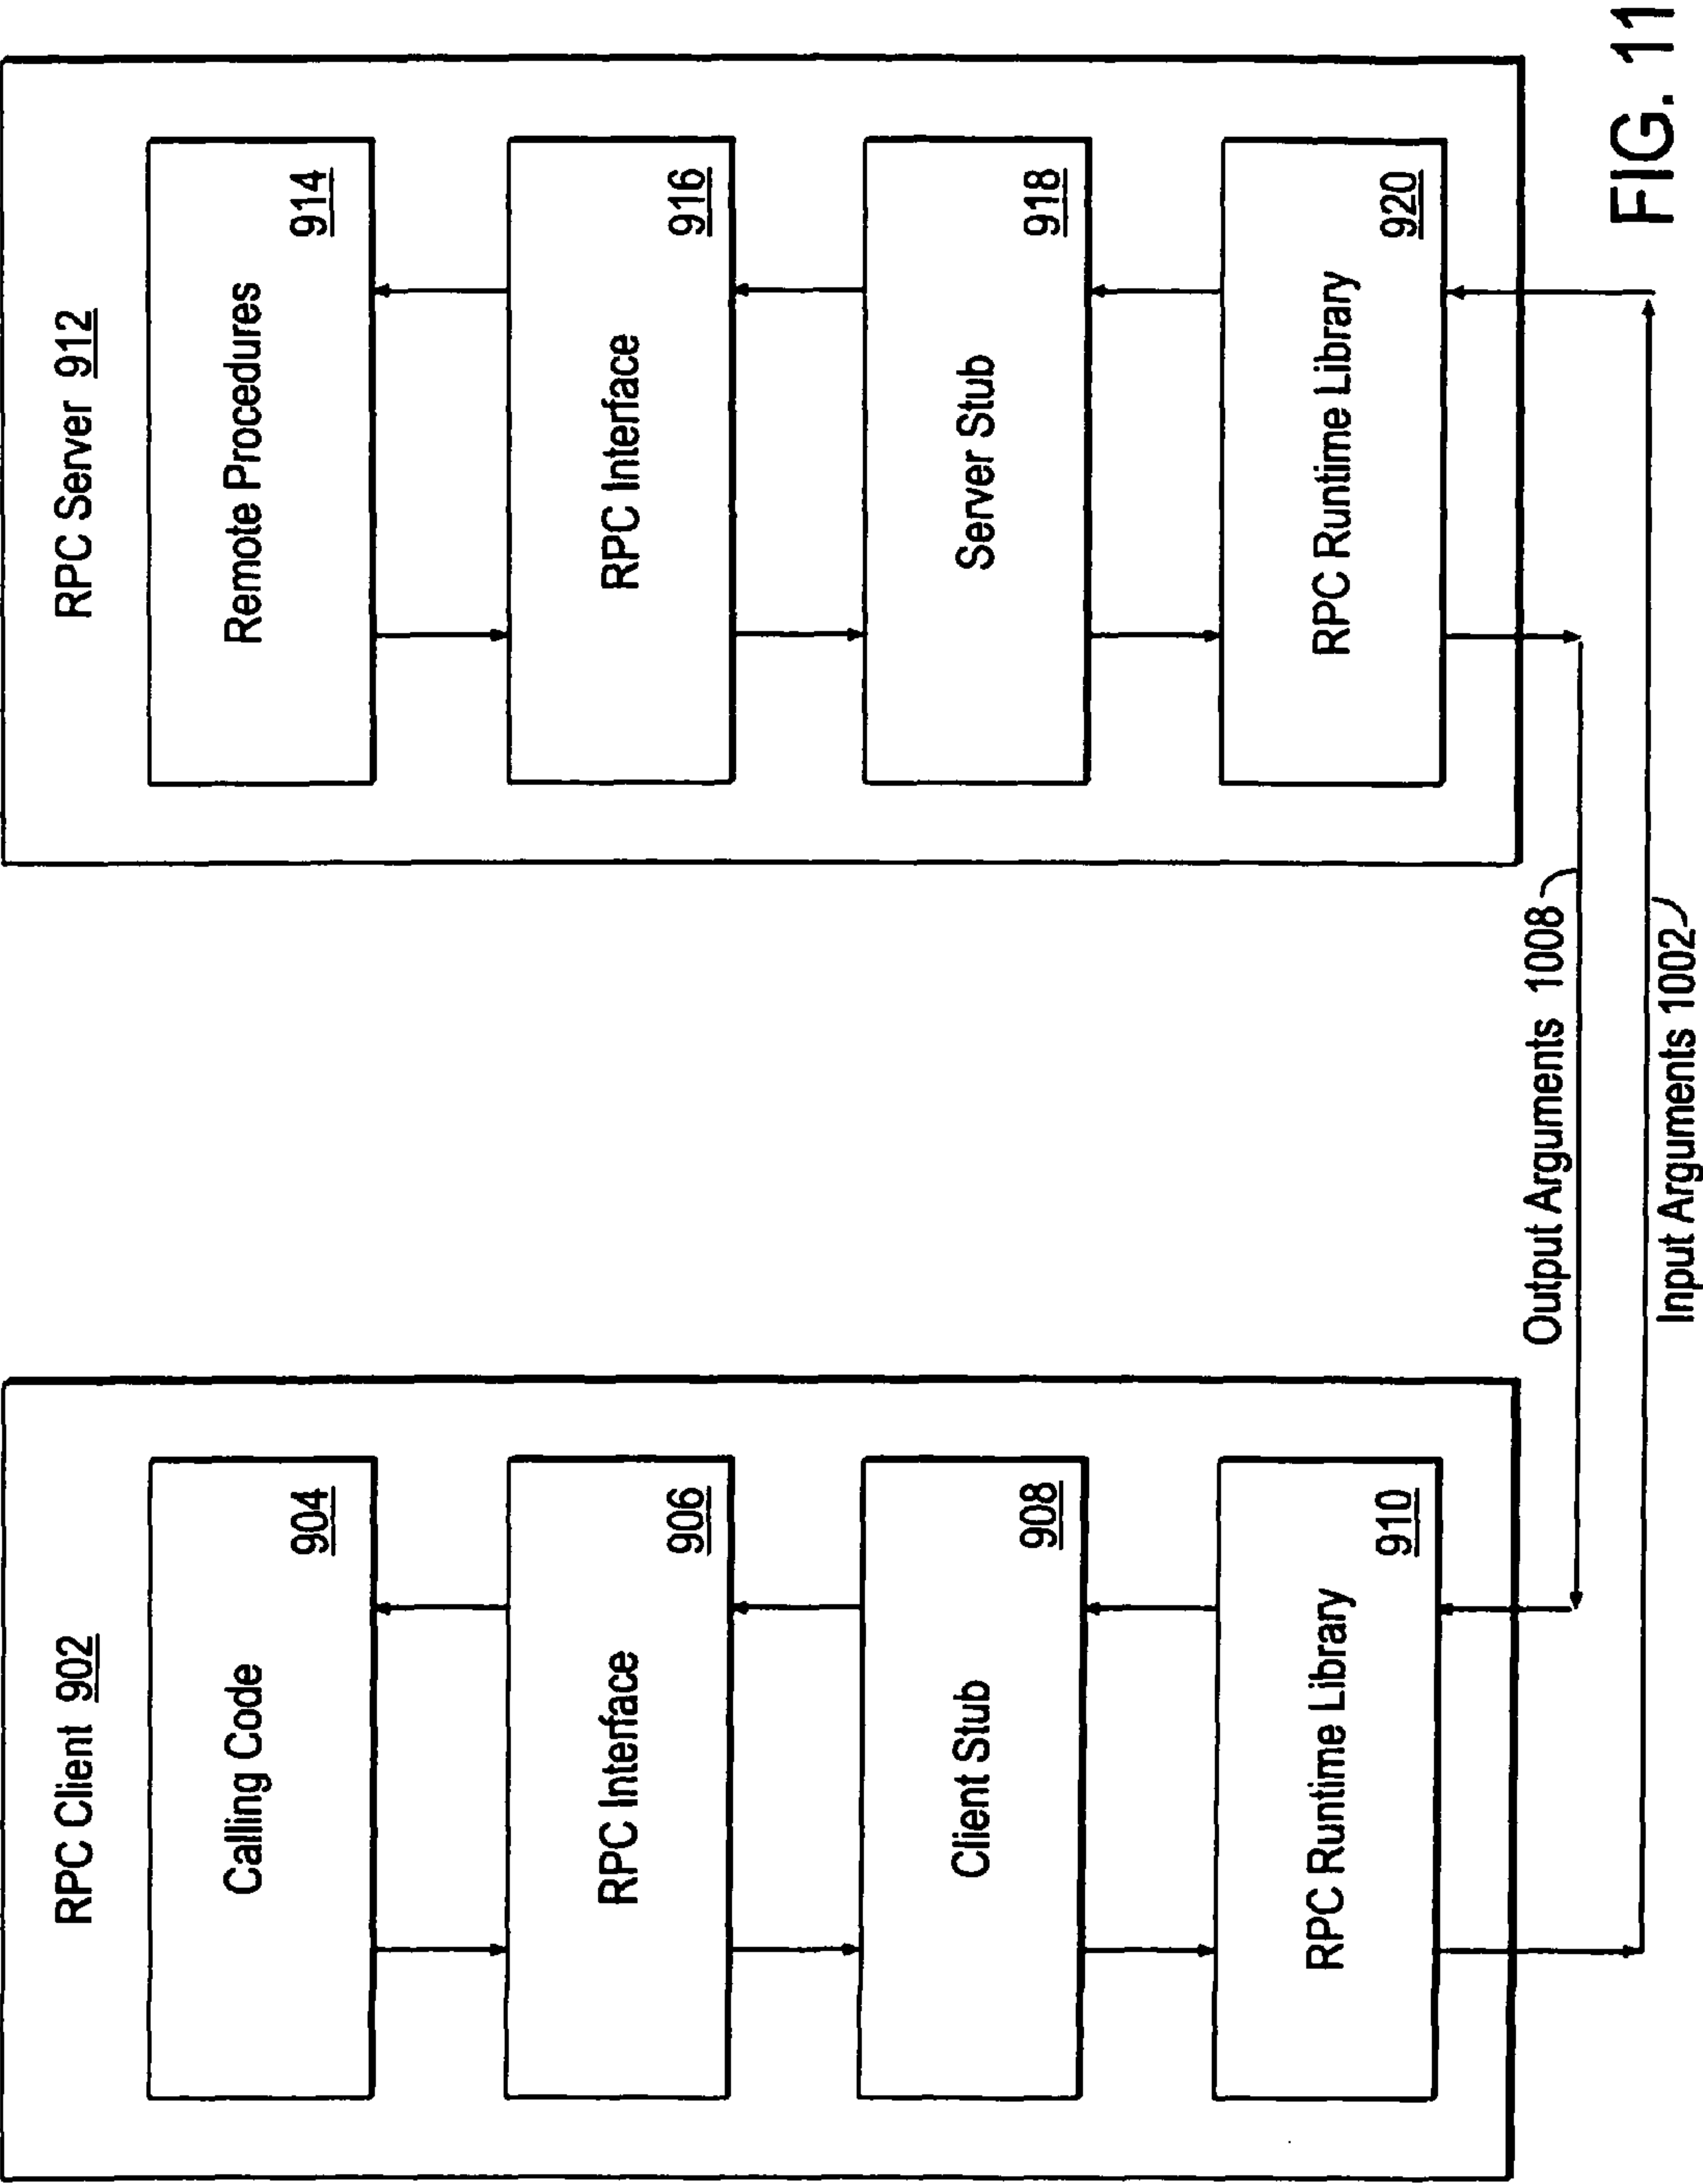 RPC Client 902
Calling Code
904
RPC Interface
906
Client Stub
908
RPC Runtime Library
910
RPC Server 912
Remote Procedures
914
RPC Interface
916
Server Stub
918
RPC Runtime Library
920
Output Arguments 1008
Input Arguments 1002
FIG. 11